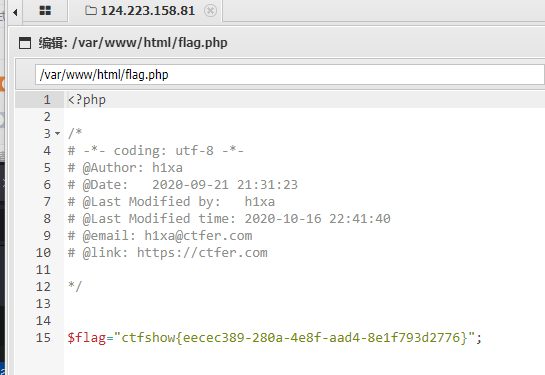 124.223.158.81
编辑: /var/www/html/flag.php
/var/www/html/flag.php
1 <?php
2
3 /*
4 # -*- coding: utf-8 -*-
5 # @Author: h1xa
6 # @Date:   2020-09-21 21:31:23
7 # @Last Modified by:   h1xa
8 # @Last Modified time: 2020-10-16 22:41:40
9 # @email: h1xa@ctfer.com
10 # @link: https://ctfer.com
11
12 */
13
14
15 $flag="ctfshow{eecec389-280a-4e8f-aad4-8e1f793d2776}";